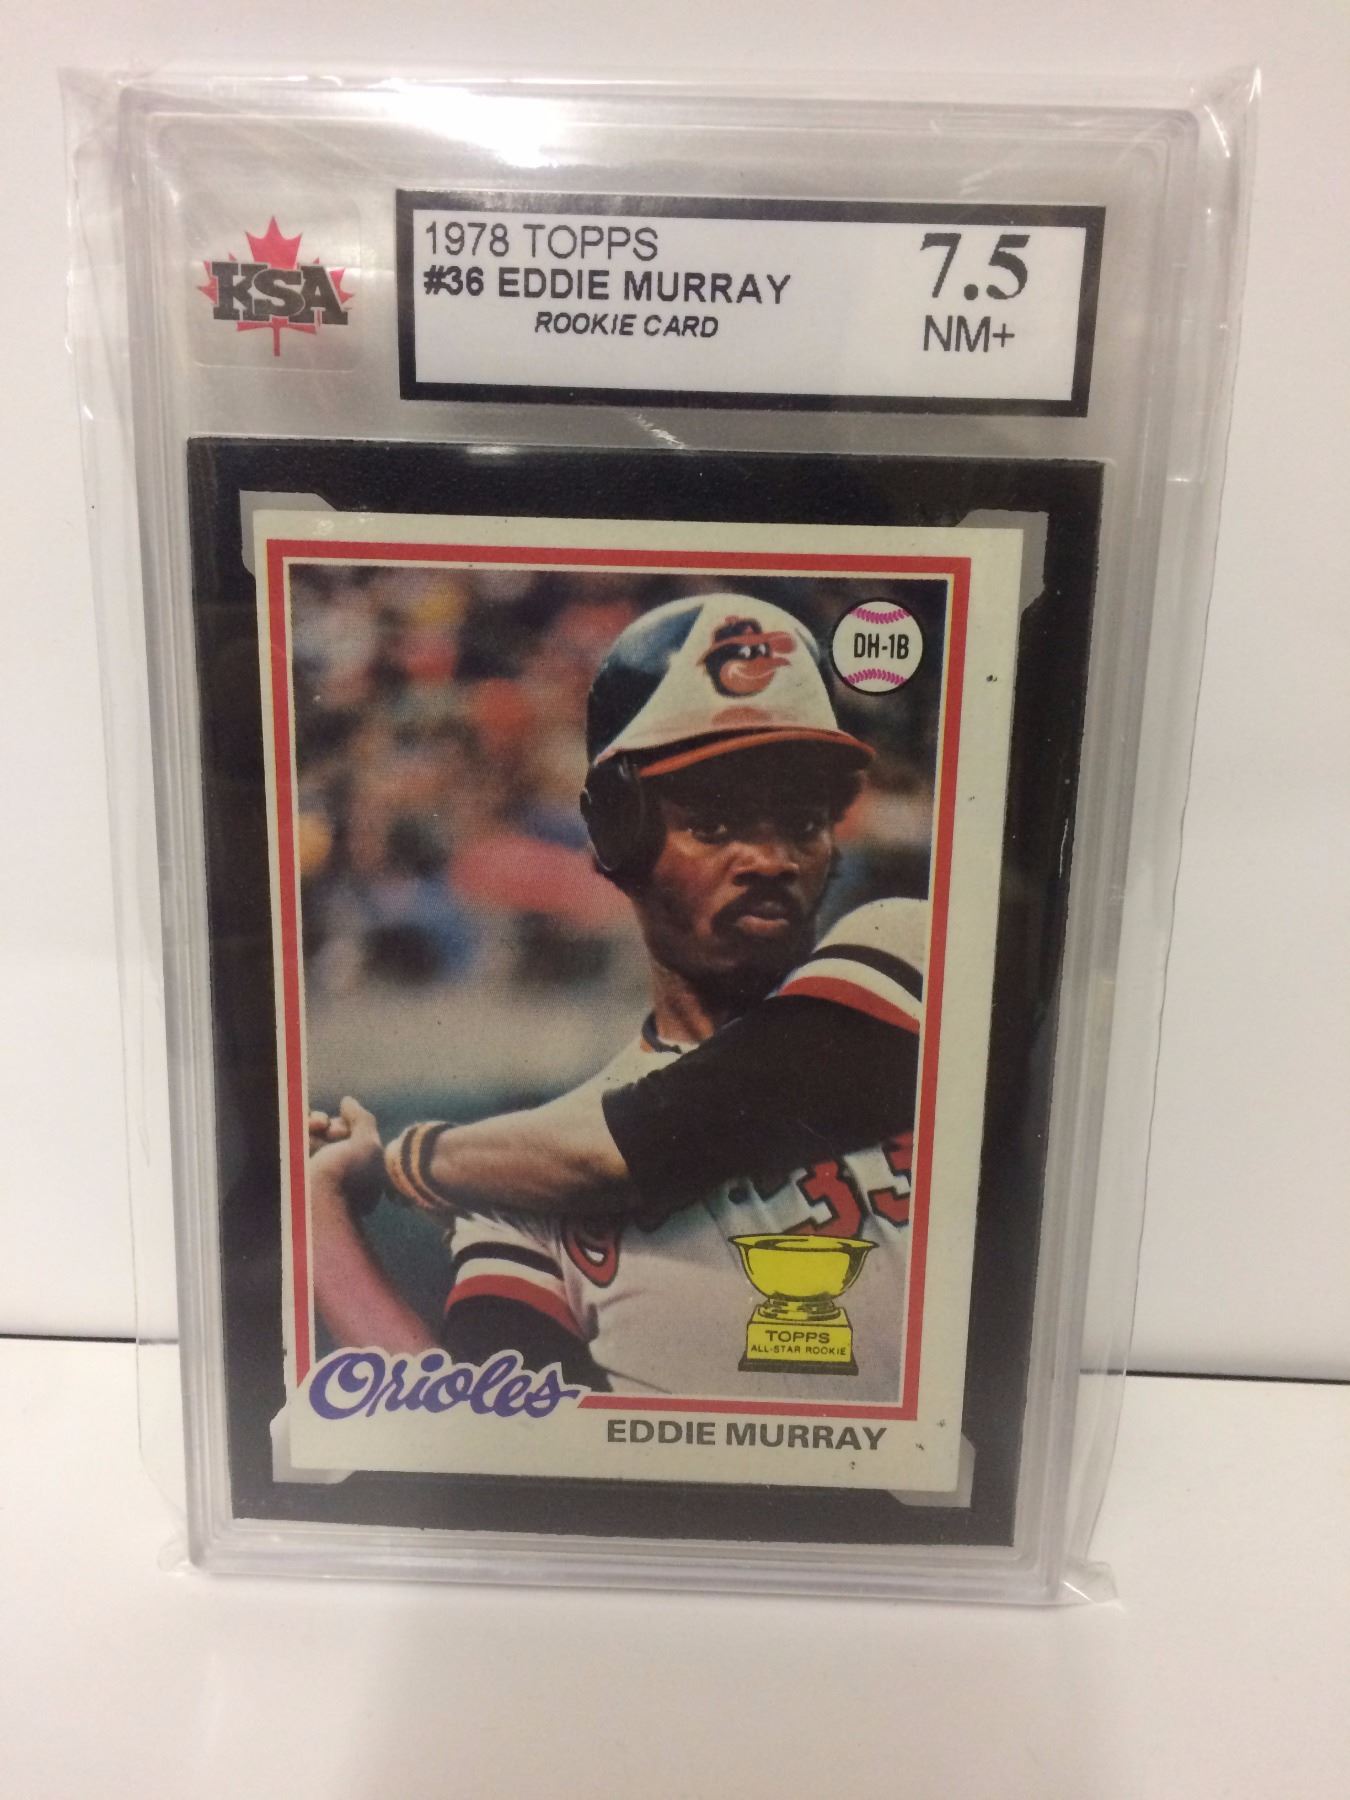 KSA
1978 TOPPS
#36 EDDIE MURRAY
ROOKIE CARD
7.5
NM+
DH-1B
33
TOPPS
ALL-STAR ROOKIE
Orioles
EDDIE MURRAY